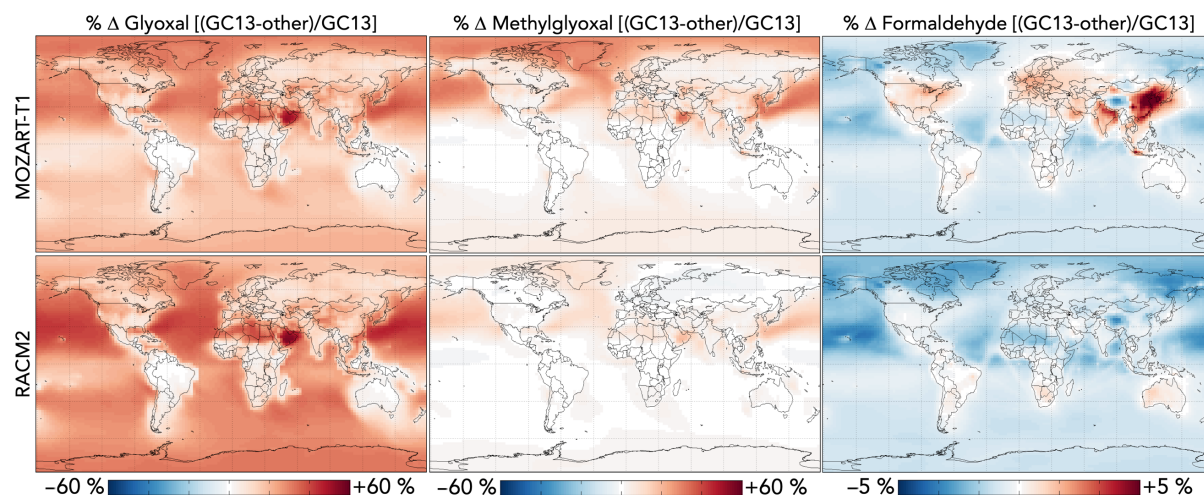 % Δ Glyoxal [(GC13-other)/GC13]
% Δ Methylglyoxal [(GC13-other)/GC13]
% Δ Formaldehyde [(GC13-other)/GC13]
MOZART-T1
RACM2
–60 % +60 %
–60 % +60 %
–5 % +5 %